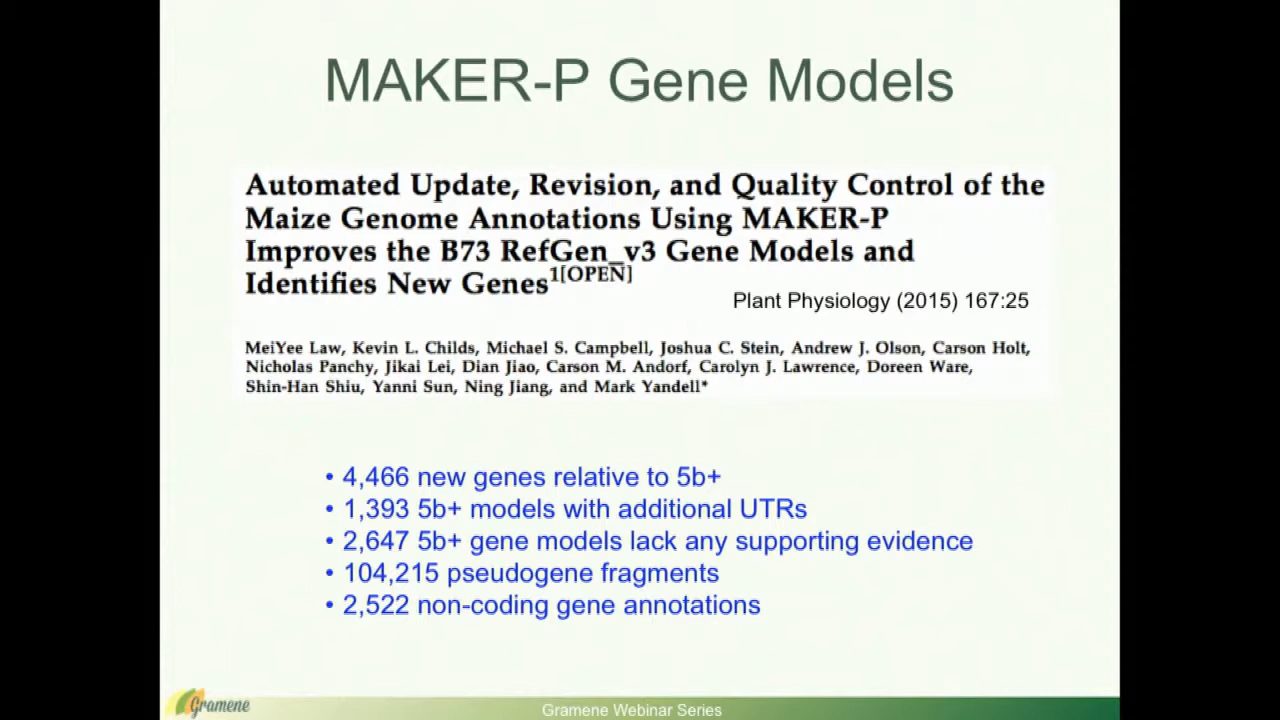 MAKER-P Gene Models
Automated Update, Revision, and Quality Control of the
Maize Genome Annotations Using MAKER-P
Improves the B73 RefGen_v3 Gene Models and
Identifies New Genes1[OPEN]
Plant Physiology (2015) 167:25
MeiYee Law, Kevin L. Childs, Michael S. Campbell, Joshua C. Stein, Andrew J. Olson, Carson Holt,
Nicholas Panchy, Jikai Lei, Dian Jiao, Carson M. Andorf, Carolyn J. Lawrence, Doreen Ware,
Shin-Han Shiu, Yanni Sun, Ning Jiang, and Mark Yandell*
• 4,466 new genes relative to 5b+
• 1,393 5b+ models with additional UTRs
• 2,647 5b+ gene models lack any supporting evidence
• 104,215 pseudogene fragments
• 2,522 non-coding gene annotations
Gramene
Gramene Webinar Series